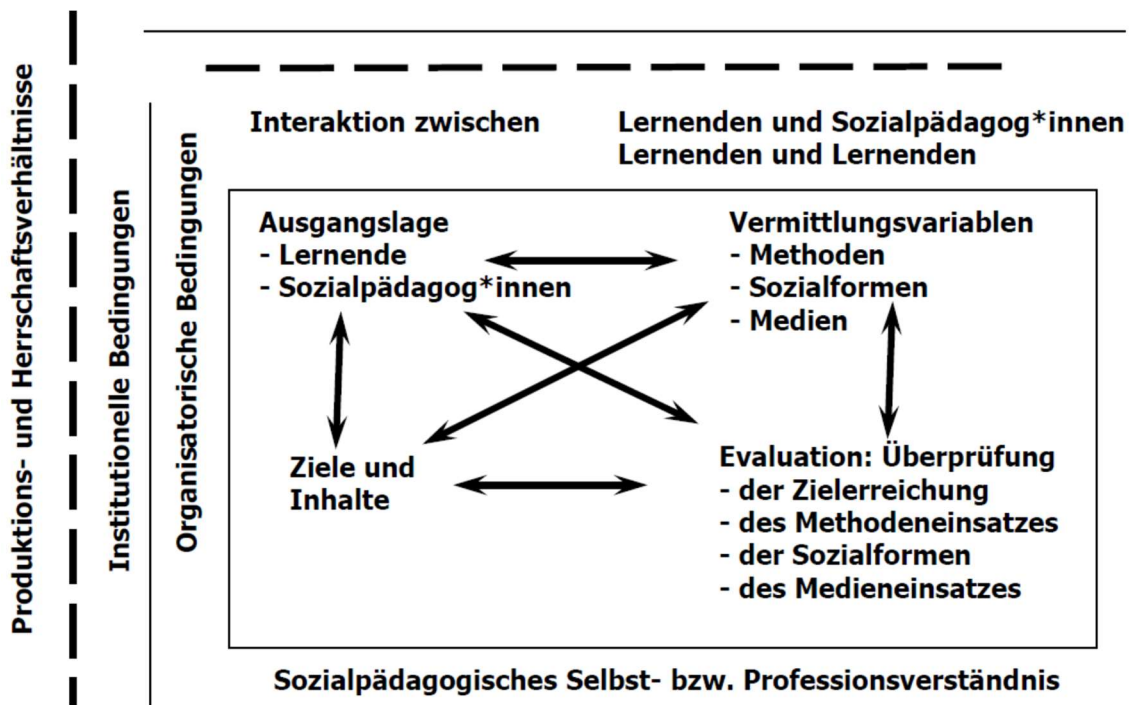 Produktions- und Herrschaftsverhältnisse
Institutionelle Bedingungen
Organisatorische Bedingungen
Interaktion zwischen
Lernenden und Sozialpädagog*innen
Lernenden und Lernenden
Ausgangslage
- Lernende
- Sozialpädagog*innen
Vermittlungsvariablen
- Methoden
- Sozialformen
- Medien
Ziele und
Inhalte
Evaluation: Überprüfung
- der Zielerreichung
- des Methodeneinsatzes
- der Sozialformen
- des Medieneinsatzes
Sozialpädagogisches Selbst- bzw. Professionsverständnis